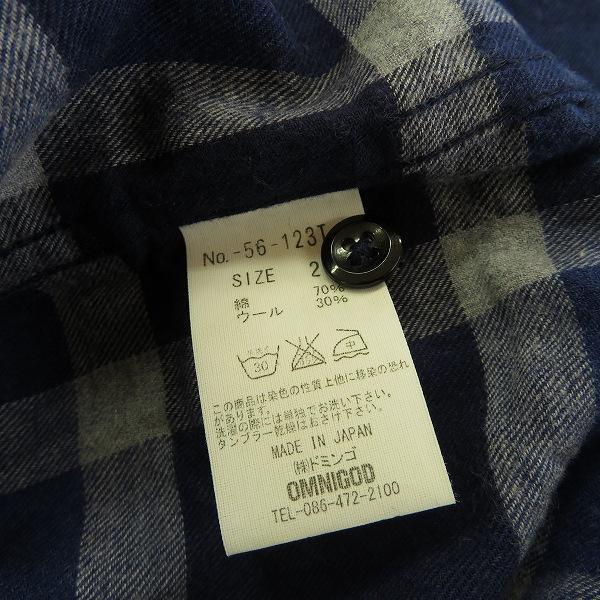 No.-56-123T
SIZE 2
綿 70%
ウール 30%
30 中
この商品は染色の性質上他に移染の恐れ
があります。
洗濯の際には単独でお洗い下さい。
タンブラー乾燥はおさけ下さい。
MADE IN JAPAN
㈱ドミンゴ
OMNIGOD
TEL-086-472-2100